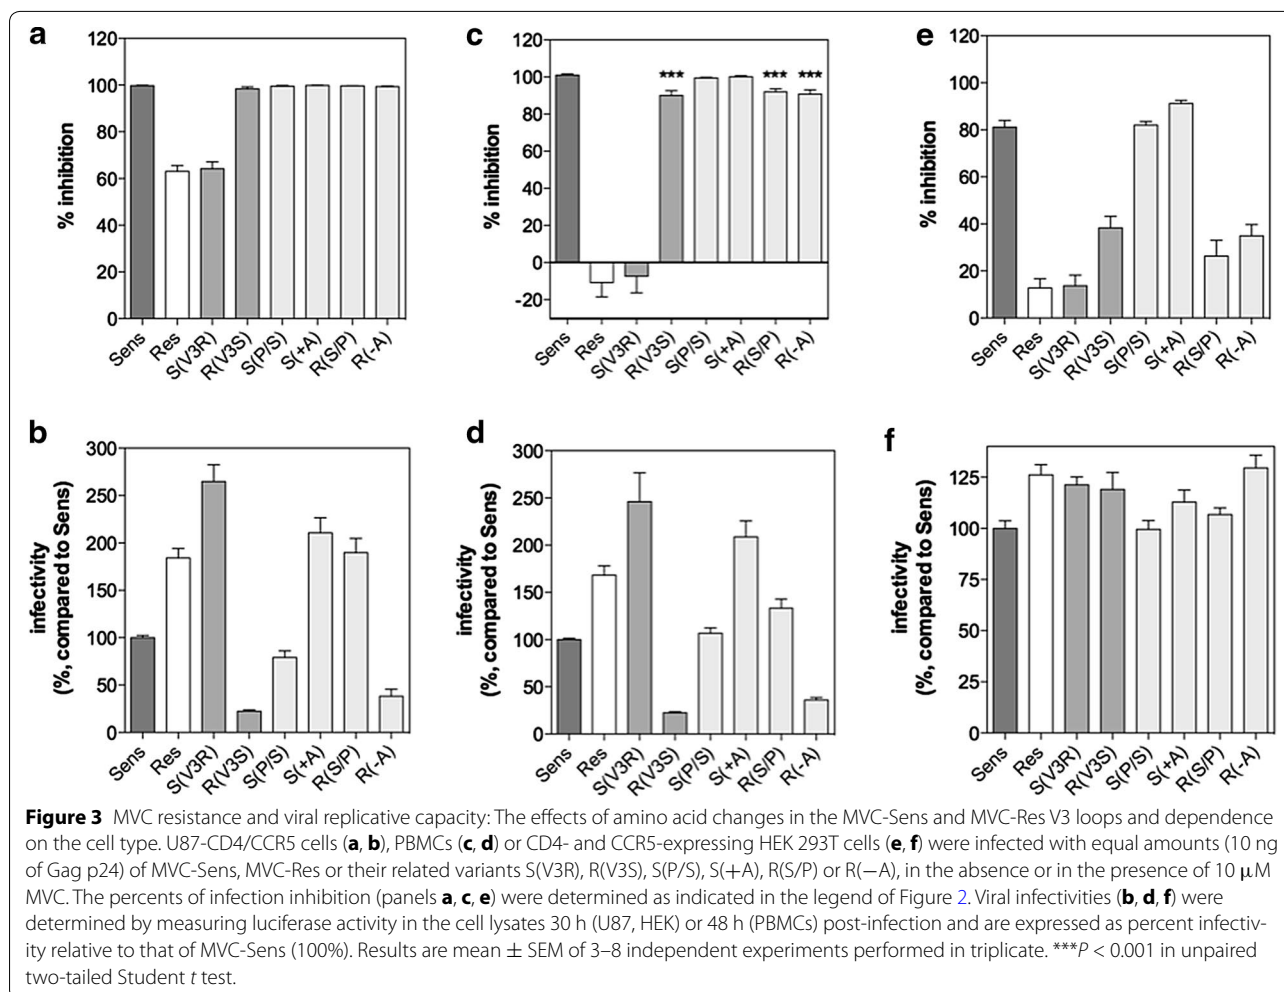 a
120
100
80
60
40
20
0
% inhibition
Sens
Res
S(V3R)
R(V3S)
S(P/S)
S(+A)
R(S/P)
R(-A)
c
120
100
80
60
40
20
0
-20
% inhibition
***
***
***
Sens
Res
S(V3R)
R(V3S)
S(P/S)
S(+A)
R(S/P)
R(-A)
e
120
100
80
60
40
20
0
% inhibition
Sens
Res
S(V3R)
R(V3S)
S(P/S)
S(+A)
R(S/P)
R(-A)
b
300
250
200
150
100
50
0
infectivity
(%, compared to Sens)
Sens
Res
S(V3R)
R(V3S)
S(P/S)
S(+A)
R(S/P)
R(-A)
d
300
250
200
150
100
50
0
infectivity
(%, compared to Sens)
Sens
Res
S(V3R)
R(V3S)
S(P/S)
S(+A)
R(S/P)
R(-A)
f
125
100
75
50
25
0
infectivity
(%, compared to Sens)
Sens
Res
S(V3R)
R(V3S)
S(P/S)
S(+A)
R(S/P)
R(-A)
Figure 3 MVC resistance and viral replicative capacity: The effects of amino acid changes in the MVC-Sens and MVC-Res V3 loops and dependence
on the cell type. U87-CD4/CCR5 cells (a, b), PBMCs (c, d) or CD4- and CCR5-expressing HEK 293T cells (e, f) were infected with equal amounts (10 ng
of Gag p24) of MVC-Sens, MVC-Res or their related variants S(V3R), R(V3S), S(P/S), S(+A), R(S/P) or R(−A), in the absence or in the presence of 10 μM
MVC. The percents of infection inhibition (panels a, c, e) were determined as indicated in the legend of Figure 2. Viral infectivities (b, d, f) were
determined by measuring luciferase activity in the cell lysates 30 h (U87, HEK) or 48 h (PBMCs) post-infection and are expressed as percent infectiv-
ity relative to that of MVC-Sens (100%). Results are mean ± SEM of 3–8 independent experiments performed in triplicate. ***P < 0.001 in unpaired
two-tailed Student t test.